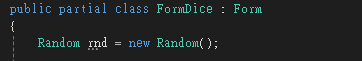 public partial class FormDice : Form
{
Random rnd = new Random();